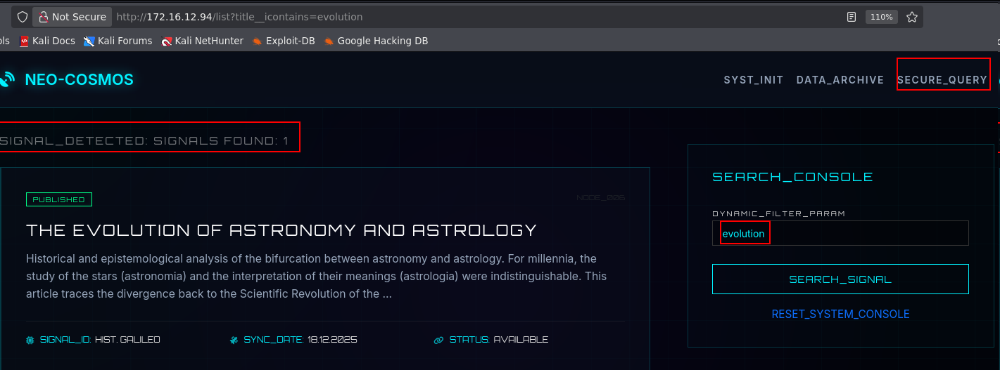 Not Secure http://172.16.12.94/list?title__icontains=evolution 110%
ols Kali Docs Kali Forums Kali NetHunter Exploit-DB Google Hacking DB
NEO-COSMOS SYST_INIT DATA_ARCHIVE SECURE_QUERY
SIGNAL_DETECTED: SIGNALS FOUND: 1
PUBLISHED NODE_006
THE EVOLUTION OF ASTRONOMY AND ASTROLOGY
Historical and epistemological analysis of the bifurcation between astronomy and astrology. For millennia, the
study of the stars (astronomia) and the interpretation of their meanings (astrologia) were indistinguishable. This
article traces the divergence back to the Scientific Revolution of the ...
SIGNAL_ID: HIST. GALILEO SYNC_DATE: 18.12.2025 STATUS: AVAILABLE
SEARCH_CONSOLE
DYNAMIC_FILTER_PARAM
evolution
SEARCH_SIGNAL
RESET_SYSTEM_CONSOLE